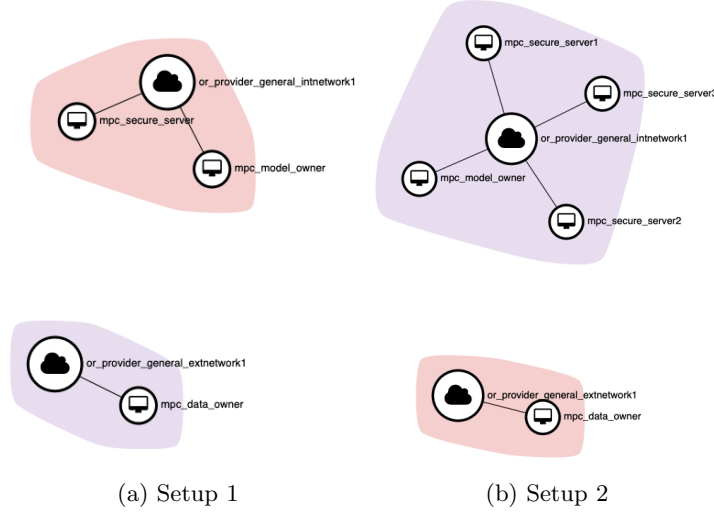 or_provider_general_intnetwork1
mpc_secure_server
mpc_model_owner
or_provider_general_extnetwork1
mpc_data_owner
(a) Setup 1
mpc_secure_server1
mpc_secure_server3
or_provider_general_intnetwork1
mpc_model_owner
mpc_secure_server2
or_provider_general_extnetwork1
mpc_data_owner
(b) Setup 2